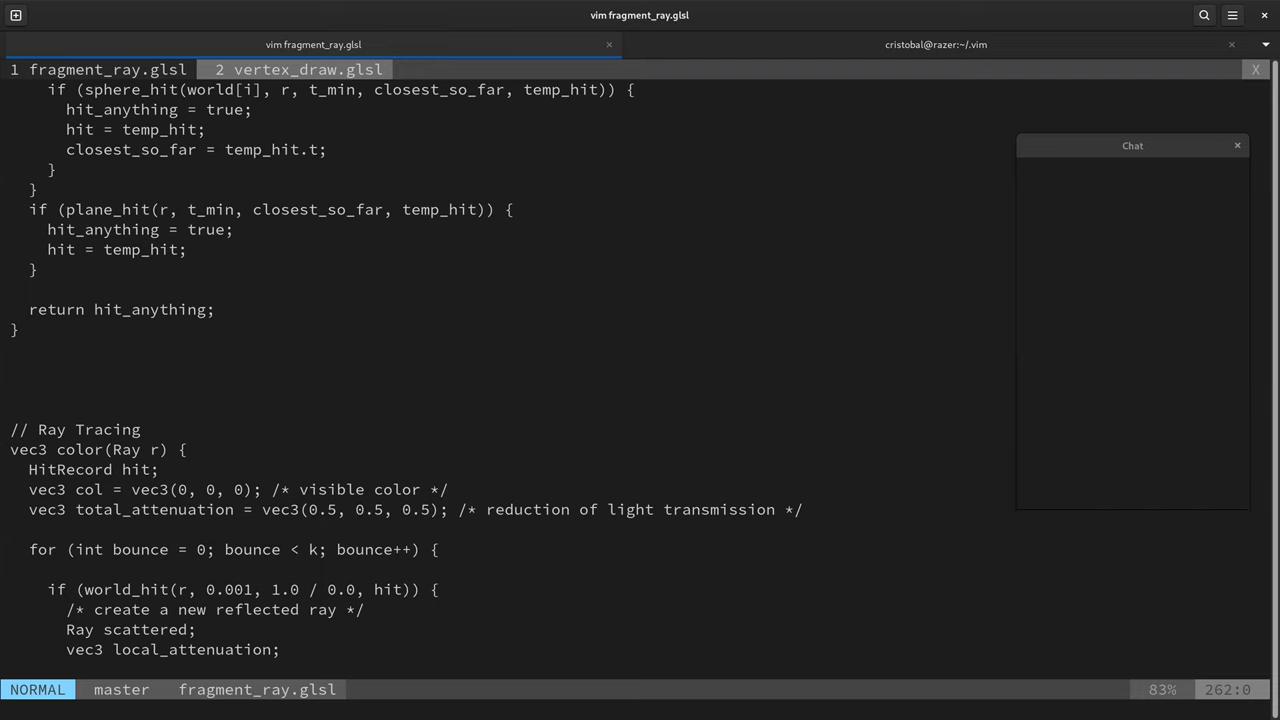 vim fragment_ray.glsl
vim fragment_ray.glsl × cristobal@razer:~/.vim ×
1 fragment_ray.glsl 2 vertex_draw.glsl X
    if (sphere_hit(world[i], r, t_min, closest_so_far, temp_hit)) {
      hit_anything = true;
      hit = temp_hit;
      closest_so_far = temp_hit.t;
    }
  }
  if (plane_hit(r, t_min, closest_so_far, temp_hit)) {
    hit_anything = true;
    hit = temp_hit;
  }
  return hit_anything;
}
Chat ×
// Ray Tracing
vec3 color(Ray r) {
  HitRecord hit;
  vec3 col = vec3(0, 0, 0); /* visible color */
  vec3 total_attenuation = vec3(0.5, 0.5, 0.5); /* reduction of light transmission */
  for (int bounce = 0; bounce < k; bounce++) {
    if (world_hit(r, 0.001, 1.0 / 0.0, hit)) {
      /* create a new reflected ray */
      Ray scattered;
      vec3 local_attenuation;
NORMAL master fragment_ray.glsl 83% 262:0